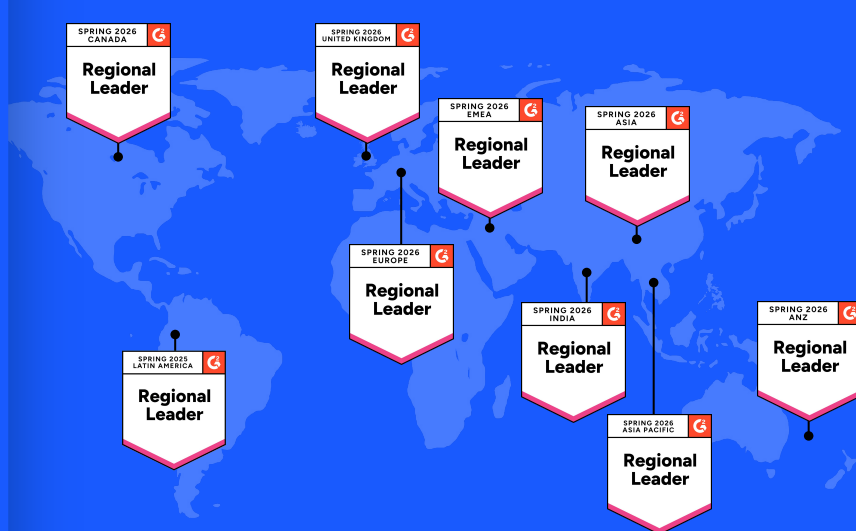 SPRING 2026
CANADA
Regional
Leader
SPRING 2026
UNITED KINGDOM
Regional
Leader
SPRING 2026
EMEA
Regional
Leader
SPRING 2026
ASIA
Regional
Leader
SPRING 2026
EUROPE
Regional
Leader
SPRING 2026
INDIA
Regional
Leader
SPRING 2026
ANZ
Regional
Leader
SPRING 2025
LATIN AMERICA
Regional
Leader
SPRING 2026
ASIA PACIFIC
Regional
Leader